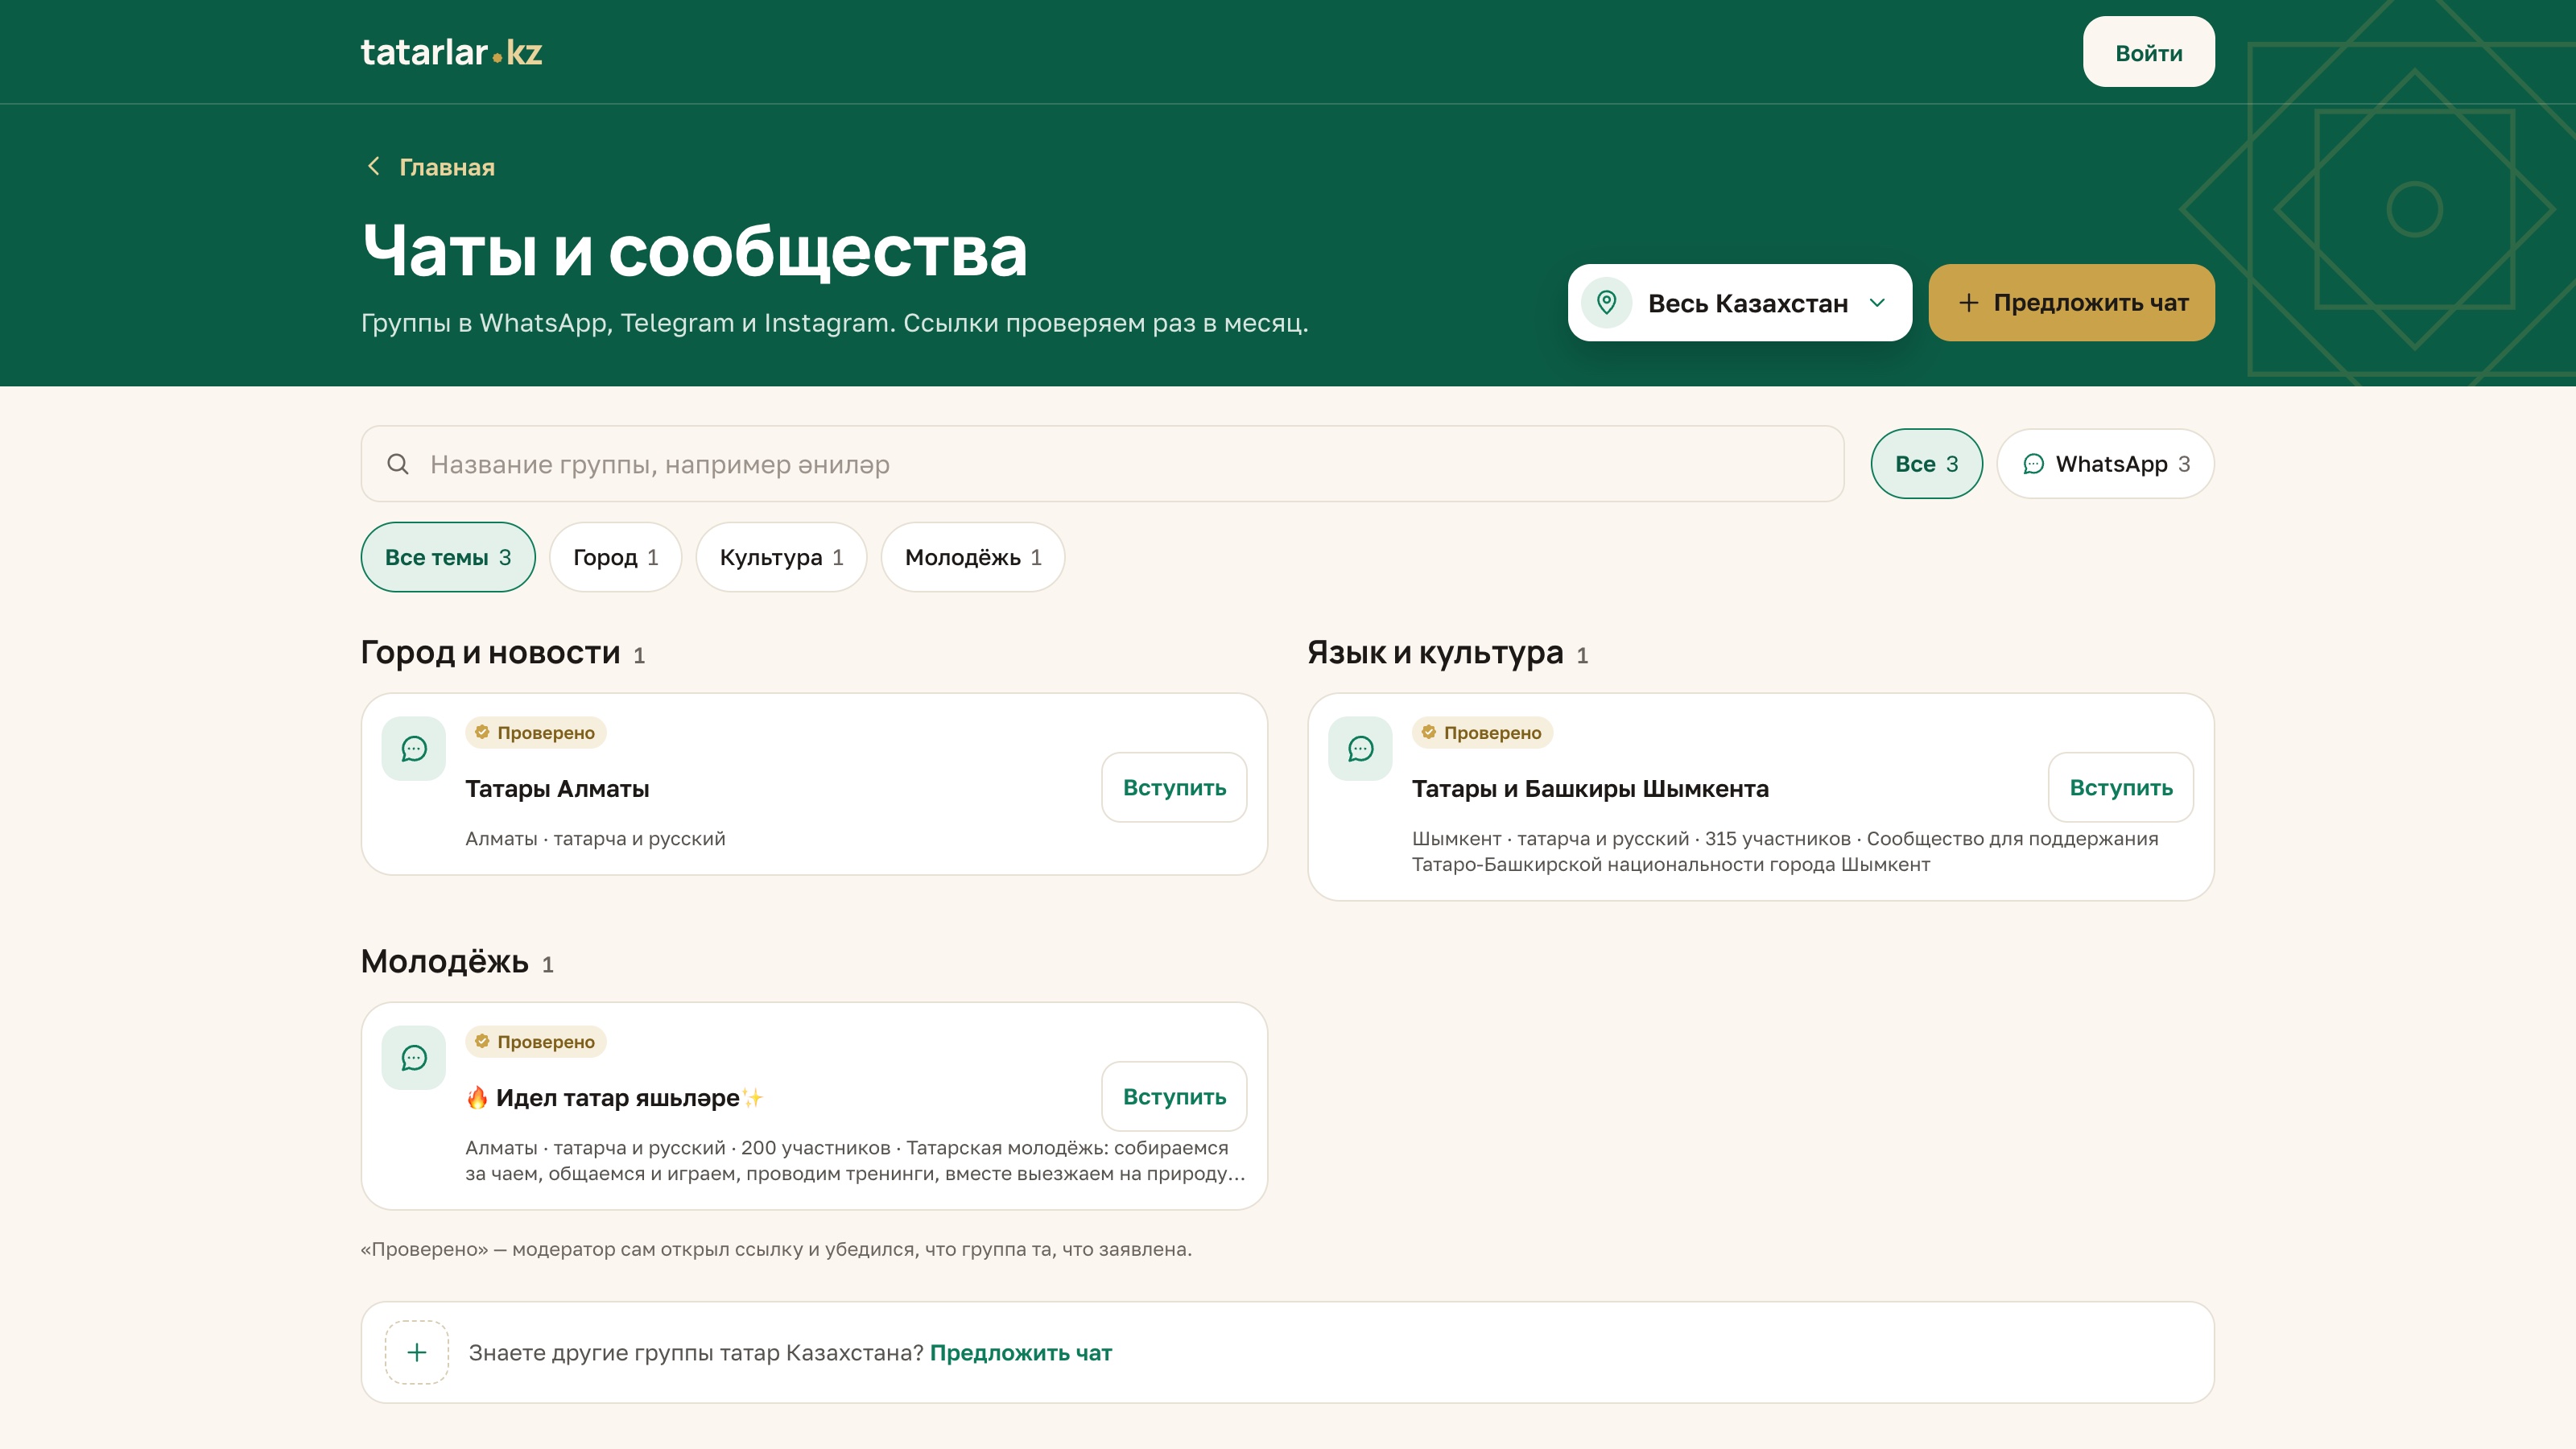 tatarlar.kz
Войти
Главная
Чаты и сообщества
Группы в WhatsApp, Telegram и Instagram. Ссылки проверяем раз в месяц.
Весь Казахстан
Предложить чат
Название группы, например әниләр
Все 3
WhatsApp 3
Все темы 3
Город 1
Культура 1
Молодёжь 1
Город и новости 1
Проверено
Татары Алматы
Вступить
Алматы · татарча и русский
Язык и культура 1
Проверено
Татары и Башкиры Шымкента
Вступить
Шымкент · татарча и русский · 315 участников · Сообщество для поддержания
Татаро-Башкирской национальности города Шымкент
Молодёжь 1
Проверено
🔥 Идел татар яшьләре✨
Вступить
Алматы · татарча и русский · 200 участников · Татарская молодёжь: собираемся
за чаем, общаемся и играем, проводим тренинги, вместе выезжаем на природу...
«Проверено» — модератор сам открыл ссылку и убедился, что группа та, что заявлена.
Знаете другие группы татар Казахстана? Предложить чат